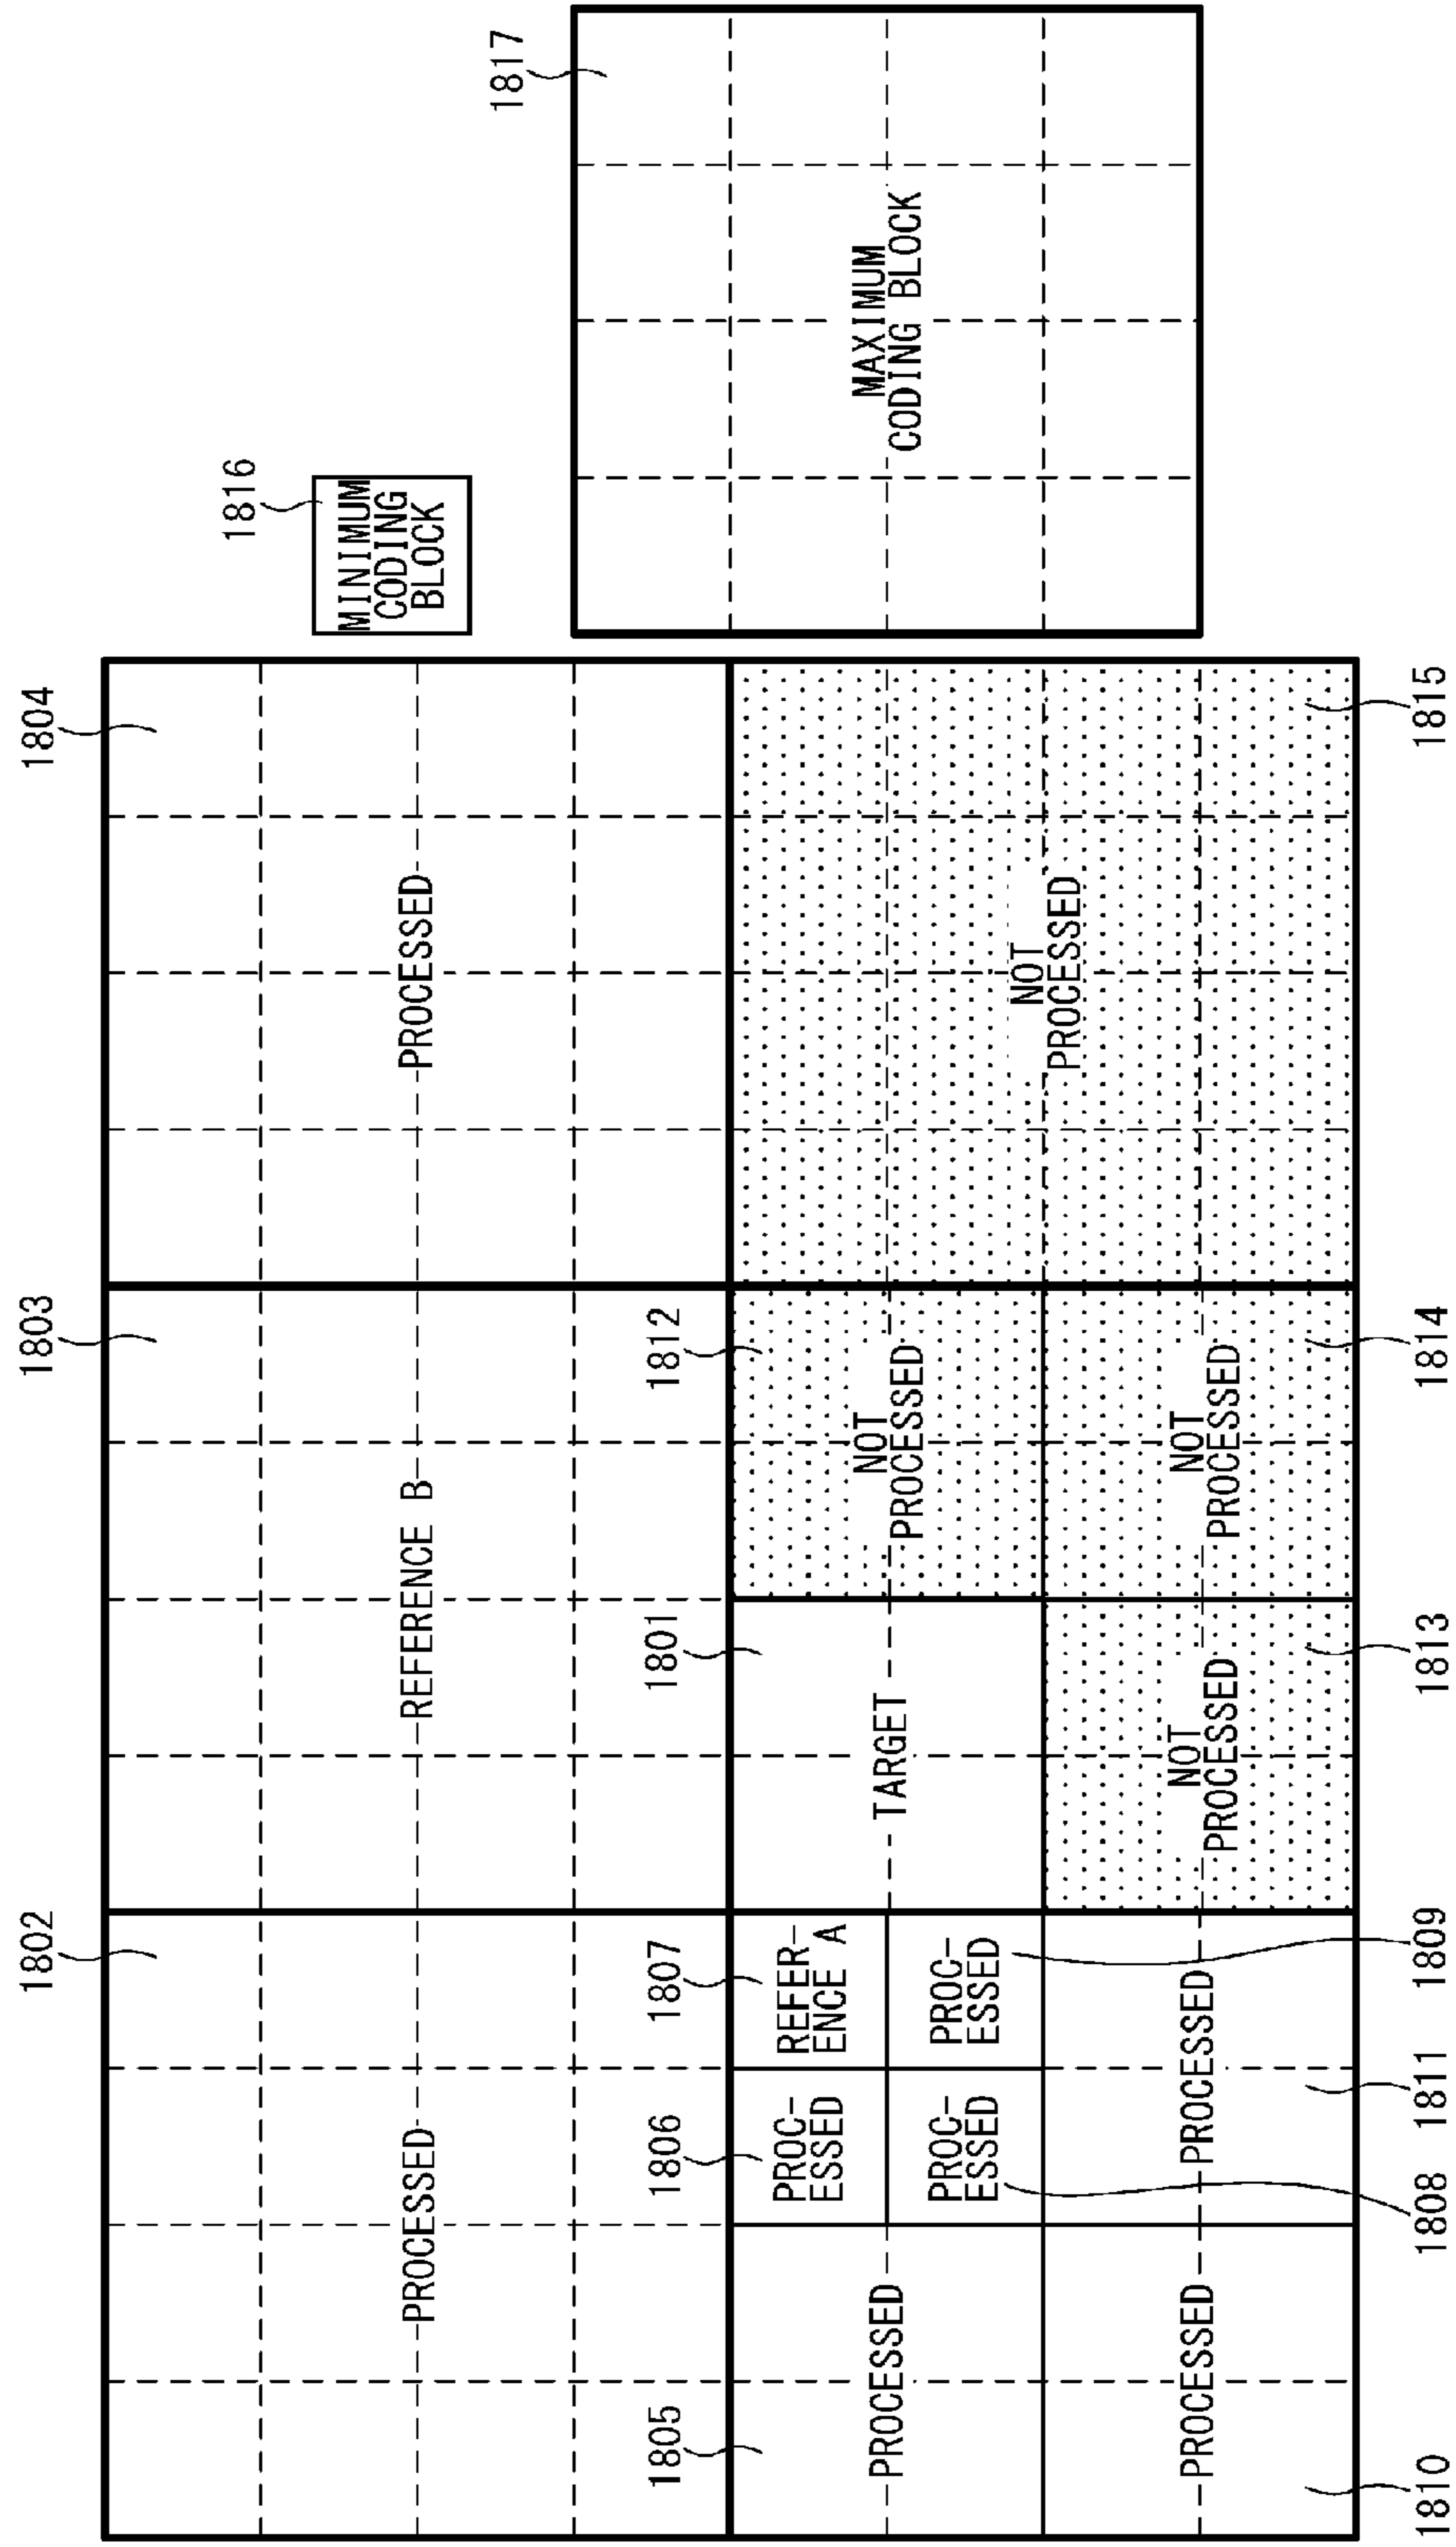 1802
1803
1804
1816
MINIMUM
CODING
BLOCK
PROCESSED
REFERENCE B
PROCESSED
1817
1805
1806
1807
1801
1812
PROCESSED
PROC-
ESSED
REFER-
ENCE A
TARGET
NOT
PROCESSED
MAXIMUM
CODING BLOCK
PROC-
ESSED
PROC-
ESSED
NOT
PROCESSED
PROCESSED
PROCESSED
NOT
PROCESSED
NOT
PROCESSED
1810
1808
1811
1809
1813
1814
1815